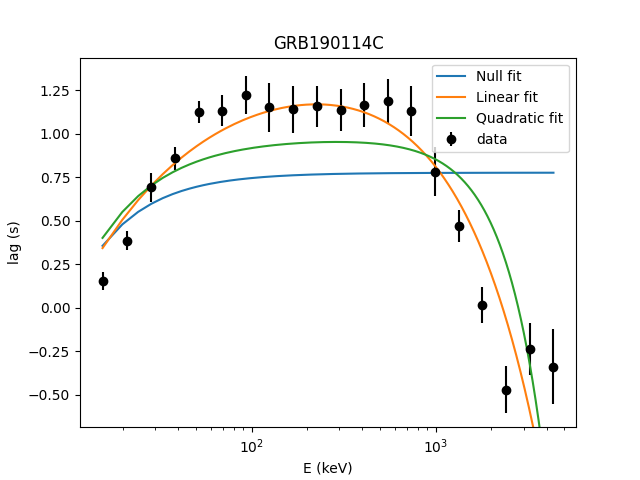 GRB190114C
Null fit
Linear fit
Quadratic fit
data
1.25
1.00
0.75
0.50
0.25
0.00
−0.25
−0.50
lag (s)
10²
10³
E (keV)